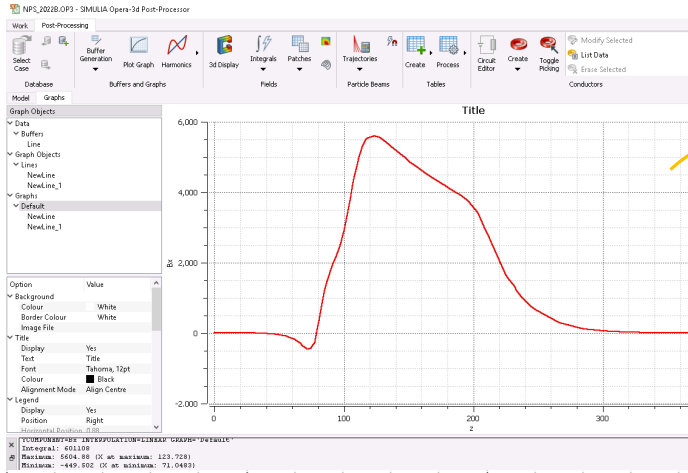 NPS_2022B.OP3 - SIMULIA Opera-3d Post-Processor
Work Post-Processing
Select Case
Buffer Generation
Plot Graph
Harmonics
3d Display
Integrals
Patches
Trajectories
Create
Process
Circuit Editor
Create
Toggle Picking
Modify Selected
List Data
Erase Selected
Database
Buffers and Graphs
Fields
Particle Beams
Tables
Conductors
Model Graphs
Graph Objects
Data
Buffers
Line
Graph Objects
Lines
NewLine
NewLine_1
Graphs
Default
NewLine
NewLine_1
Option Value
Background
Colour White
Border Colour White
Image File
Title
Display Yes
Text Title
Font Tahoma, 12pt
Colour Black
Alignment Mode Align Centre
Legend
Display Yes
Position Right
Horizontal Position 0.88
Title
6,000
4,000
2,000
0
-2,000
Bx
0 100 200 300
z
YCOMPONENT=BX INTERPOLATION=LINEAR GRAPH='Default'
Integral: 601108
Maximum: 5604.88 (X at maximum: 123.728)
Minimum: -449.502 (X at minimum: 71.0483)